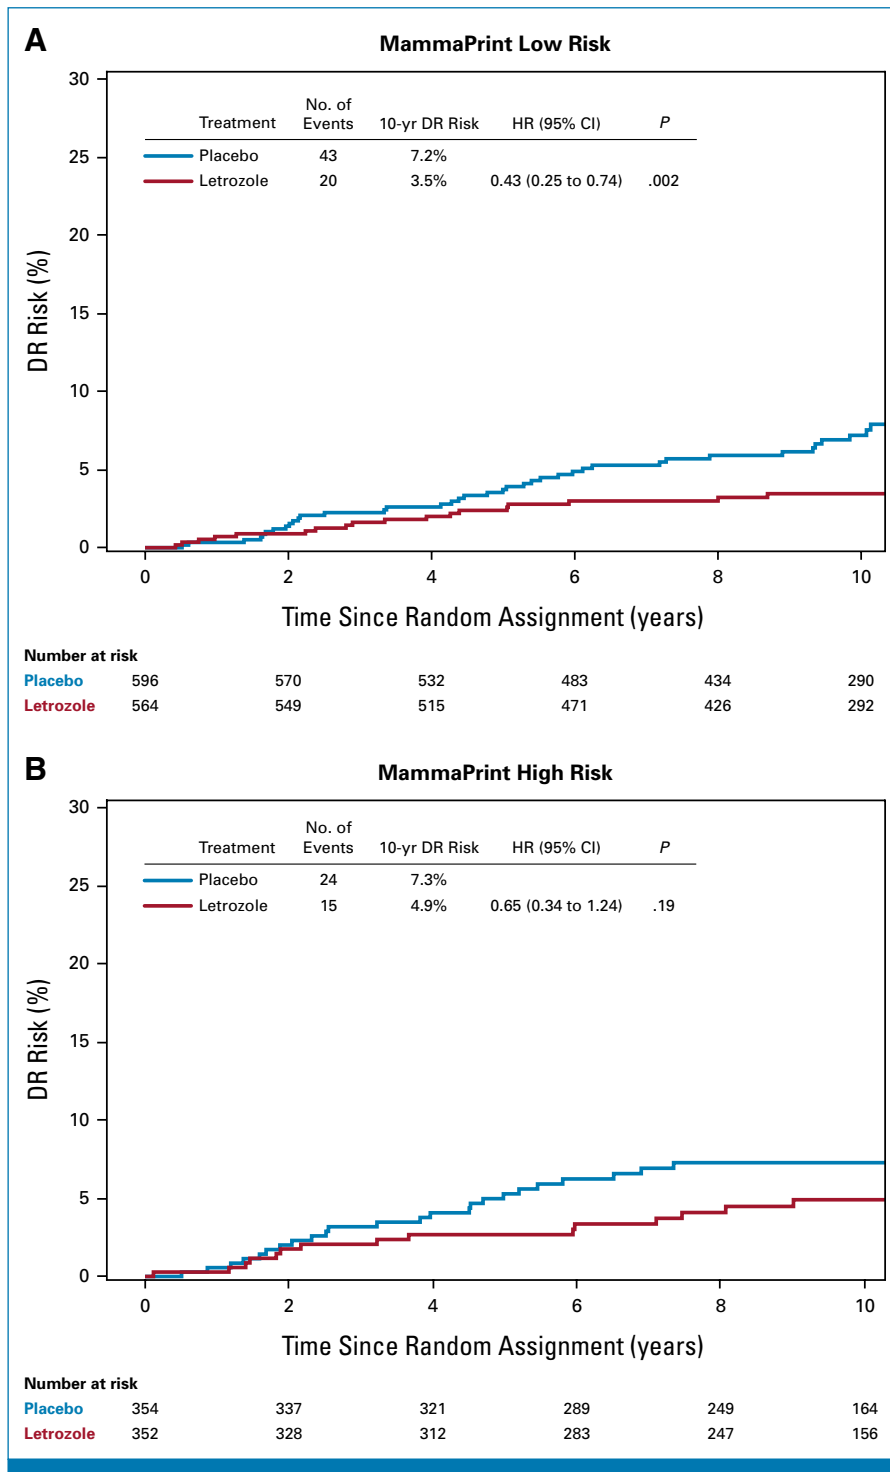 A
MammaPrint Low Risk
30
25
20
15
10
5
0
DR Risk (%)
Treatment No. of Events 10-yr DR Risk HR (95% CI) P
Placebo 43 7.2%
Letrozole 20 3.5% 0.43 (0.25 to 0.74) .002
0 2 4 6 8 10
Time Since Random Assignment (years)
Number at risk
Placebo 596 570 532 483 434 290
Letrozole 564 549 515 471 426 292
B
MammaPrint High Risk
30
25
20
15
10
5
0
DR Risk (%)
Treatment No. of Events 10-yr DR Risk HR (95% CI) P
Placebo 24 7.3%
Letrozole 15 4.9% 0.65 (0.34 to 1.24) .19
0 2 4 6 8 10
Time Since Random Assignment (years)
Number at risk
Placebo 354 337 321 289 249 164
Letrozole 352 328 312 283 247 156